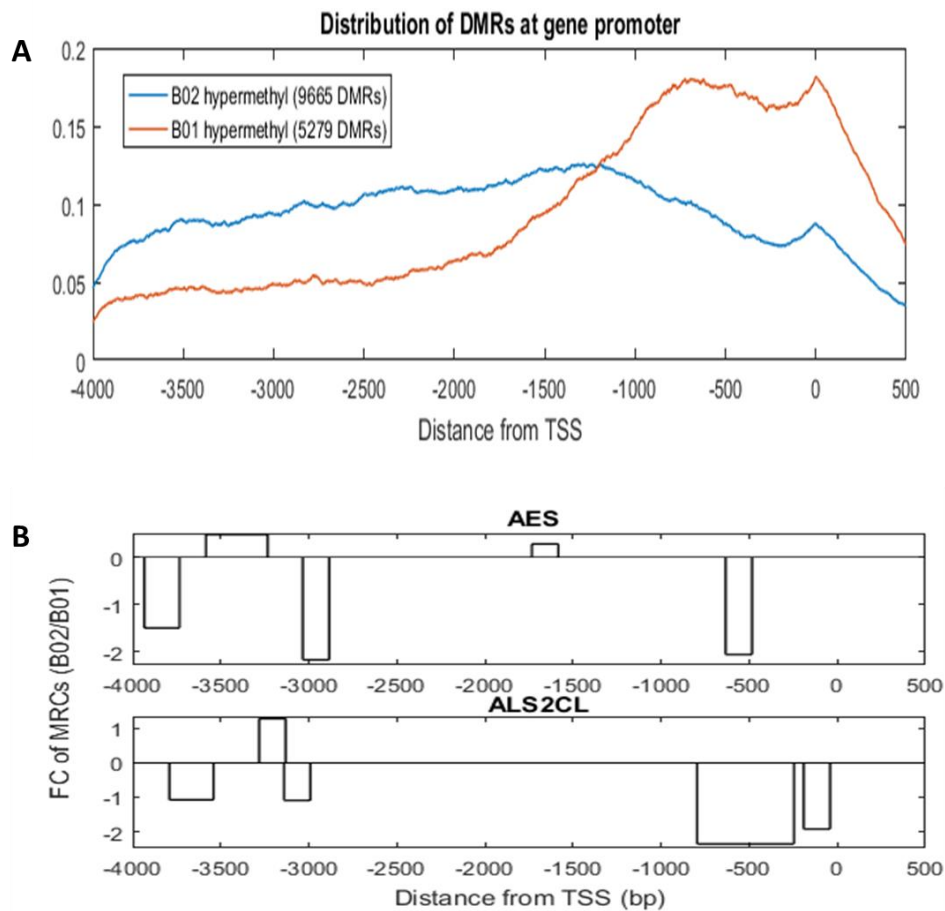 A
Distribution of DMRs at gene promoter
0.2
0.15
0.1
0.05
0
B02 hypermethyl (9665 DMRs)
B01 hypermethyl (5279 DMRs)
-4000 -3500 -3000 -2500 -2000 -1500 -1000 -500 0 500
Distance from TSS
B
AES
FC of MRCs (B02/B01)
0
-1
-2
-4000 -3500 -3000 -2500 -2000 -1500 -1000 -500 0 500
ALS2CL
1
0
-1
-2
-4000 -3500 -3000 -2500 -2000 -1500 -1000 -500 0 500
Distance from TSS (bp)